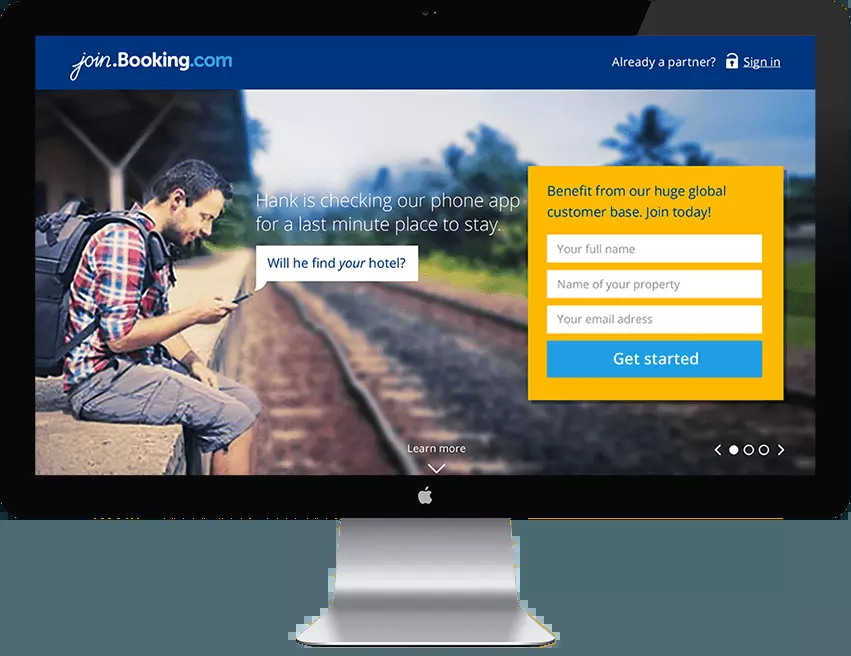 join.Booking.com
Already a partner? Sign in
Hank is checking our phone app
for a last minute place to stay.
Will he find your hotel?
Benefit from our huge global
customer base. Join today!
Your full name
Name of your property
Your email adress
Get started
Learn more